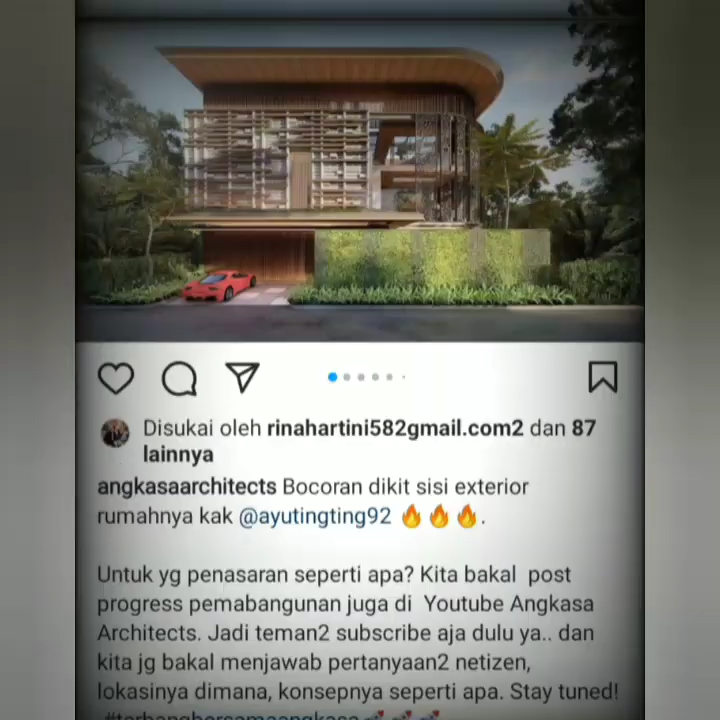 Disukai oleh rinahartini582gmail.com2 dan 87
lainnya
angkasaarchitects Bocoran dikit sisi exterior
rumahnya kak @ayutingting92 🔥🔥🔥.
Untuk yg penasaran seperti apa? Kita bakal post
progress pemabangunan juga di Youtube Angkasa
Architects. Jadi teman2 subscribe aja dulu ya.. dan
kita jg bakal menjawab pertanyaan2 netizen,
lokasinya dimana, konsepnya seperti apa. Stay tuned!
#terbangbersamaangkasa🚀🚀🚀